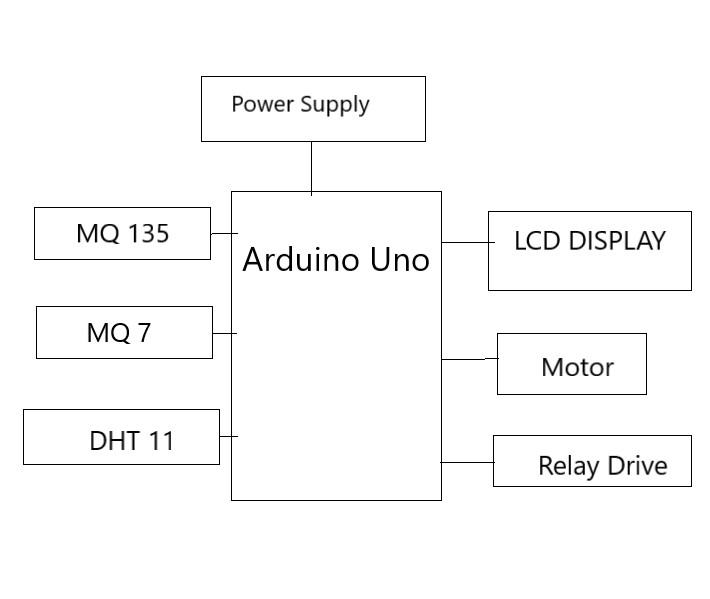 Power Supply
MQ 135
Arduino Uno
LCD DISPLAY
MQ 7
Motor
DHT 11
Relay Drive